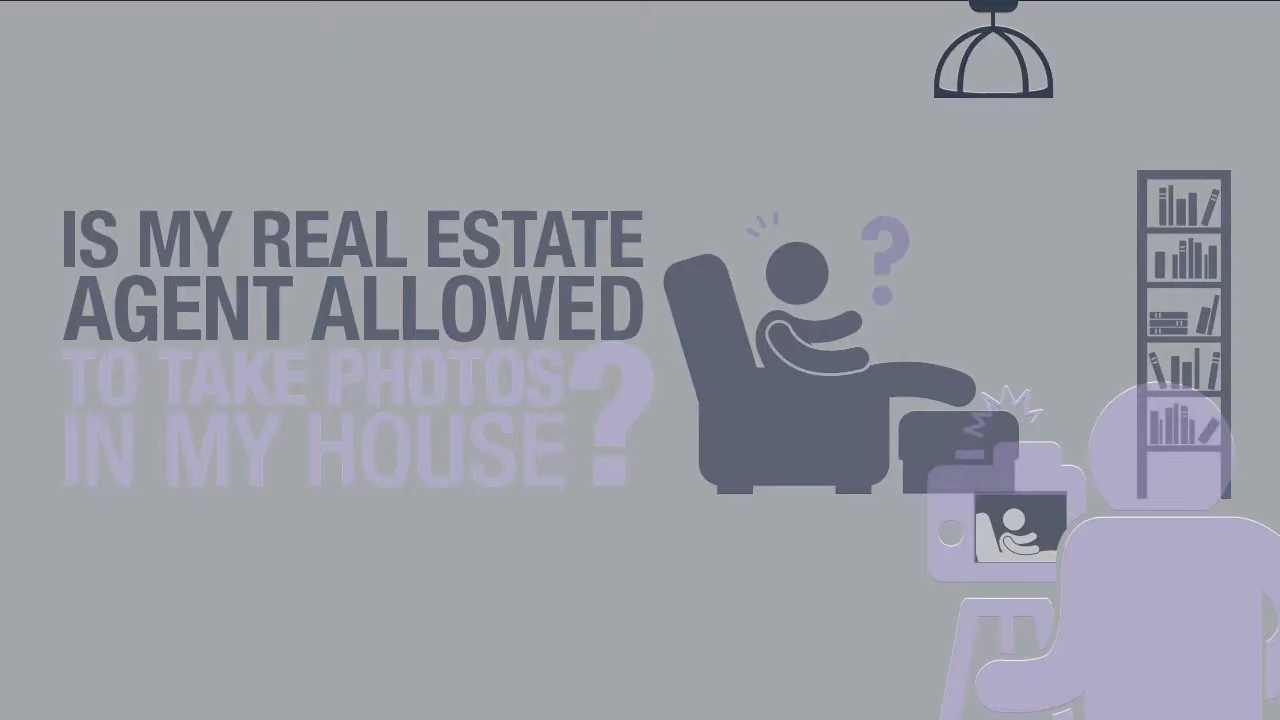 IS MY REAL ESTATE
AGENT ALLOWED
TO TAKE PHOTOS
IN MY HOUSE?